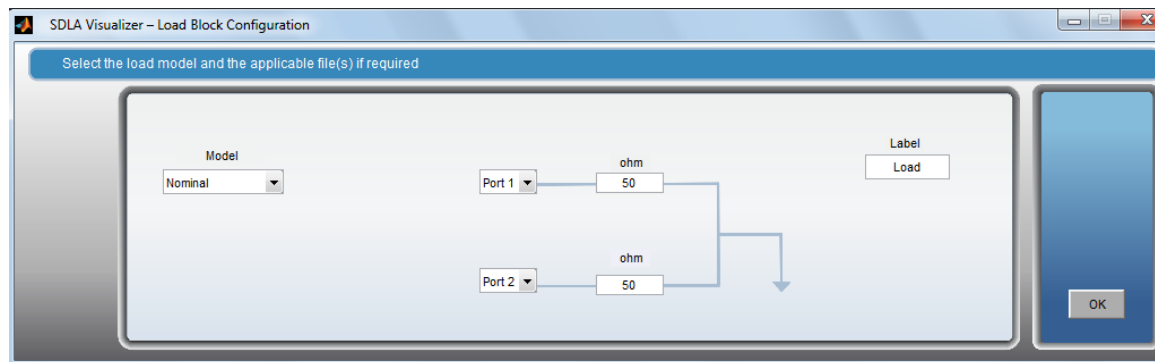 SDLA Visualizer – Load Block Configuration
Select the load model and the applicable file(s) if required
Model
Nominal
Port 1
ohm
50
Label
Load
Port 2
ohm
50
OK